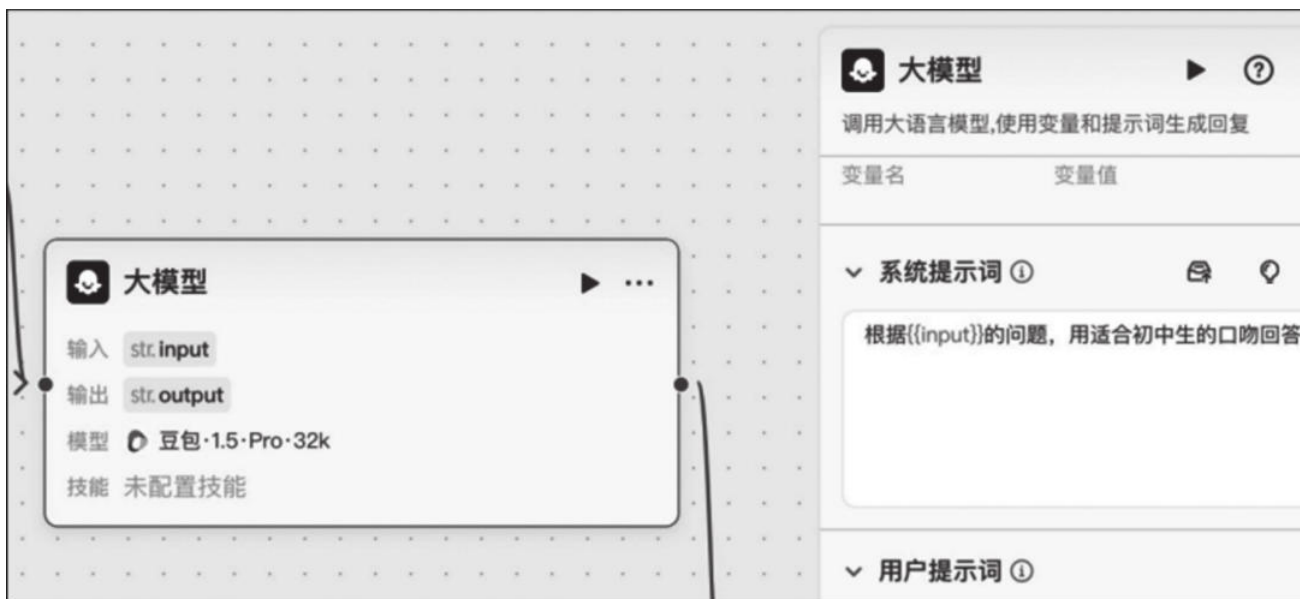 大模型
输入 str.input
输出 str.output
模型 豆包·1.5·Pro·32k
技能 未配置技能
大模型
调用大语言模型,使用变量和提示词生成回复
变量名 变量值
系统提示词
根据{{input}}的问题，用适合初中生的口吻回答
用户提示词